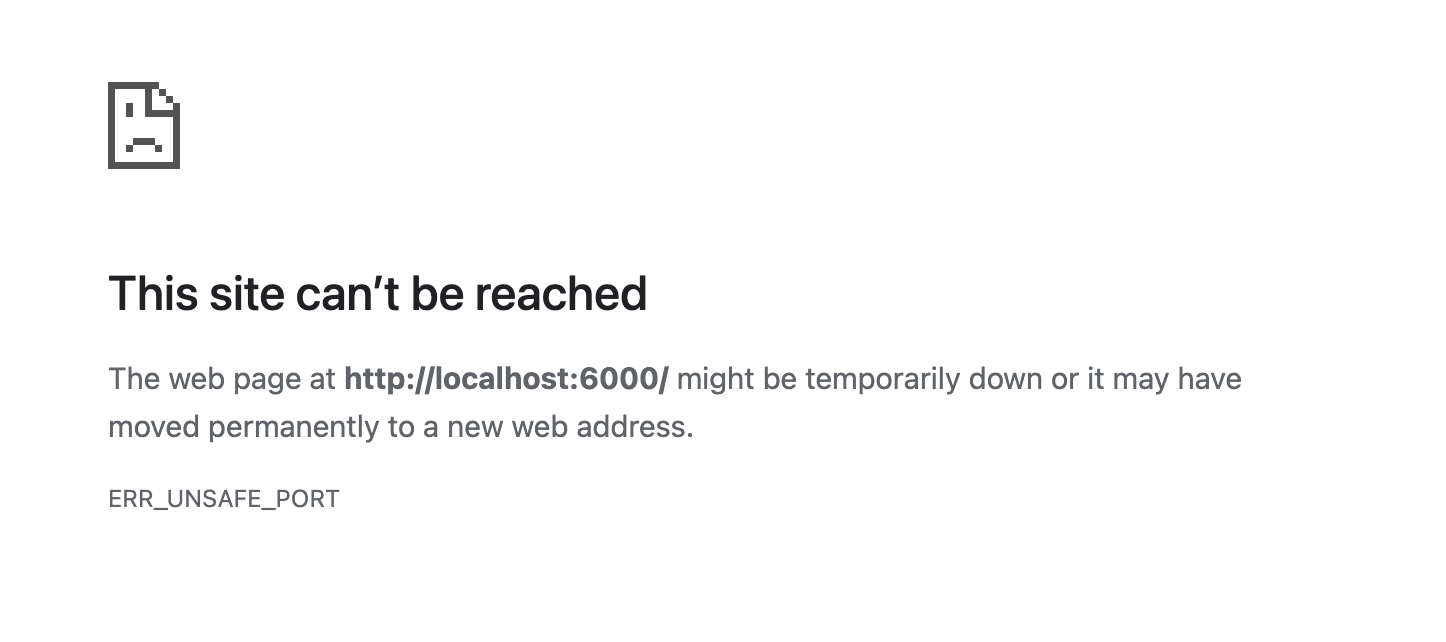 This site can’t be reached
The web page at http://localhost:6000/ might be temporarily down or it may have
moved permanently to a new web address.
ERR_UNSAFE_PORT